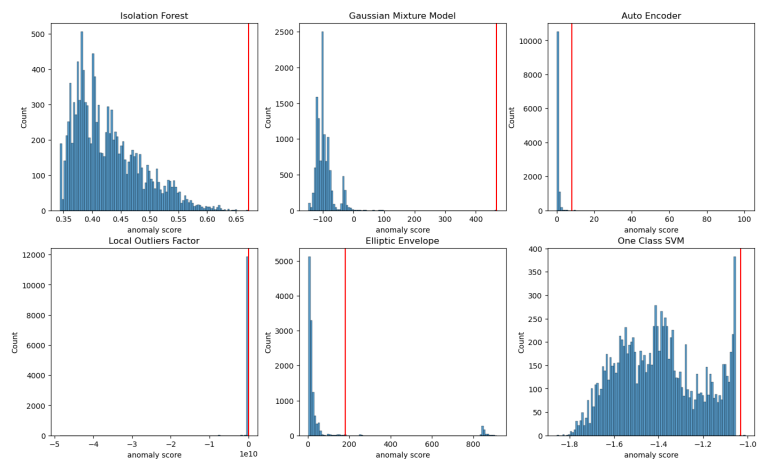 Isolation Forest
Gaussian Mixture Model
Auto Encoder
500
400
300
200
100
0
Count
0.35 0.40 0.45 0.50 0.55 0.60 0.65
anomaly score
2500
2000
1500
1000
500
0
Count
−100 0 100 200 300 400
anomaly score
10000
8000
6000
4000
2000
0
Count
0 20 40 60 80 100
anomaly score
Local Outliers Factor
Elliptic Envelope
One Class SVM
12000
10000
8000
6000
4000
2000
0
Count
−5 −4 −3 −2 −1 0
1e10
anomaly score
5000
4000
3000
2000
1000
0
Count
0 200 400 600 800
anomaly score
400
350
300
250
200
150
100
50
0
Count
−1.8 −1.6 −1.4 −1.2 −1.0
anomaly score